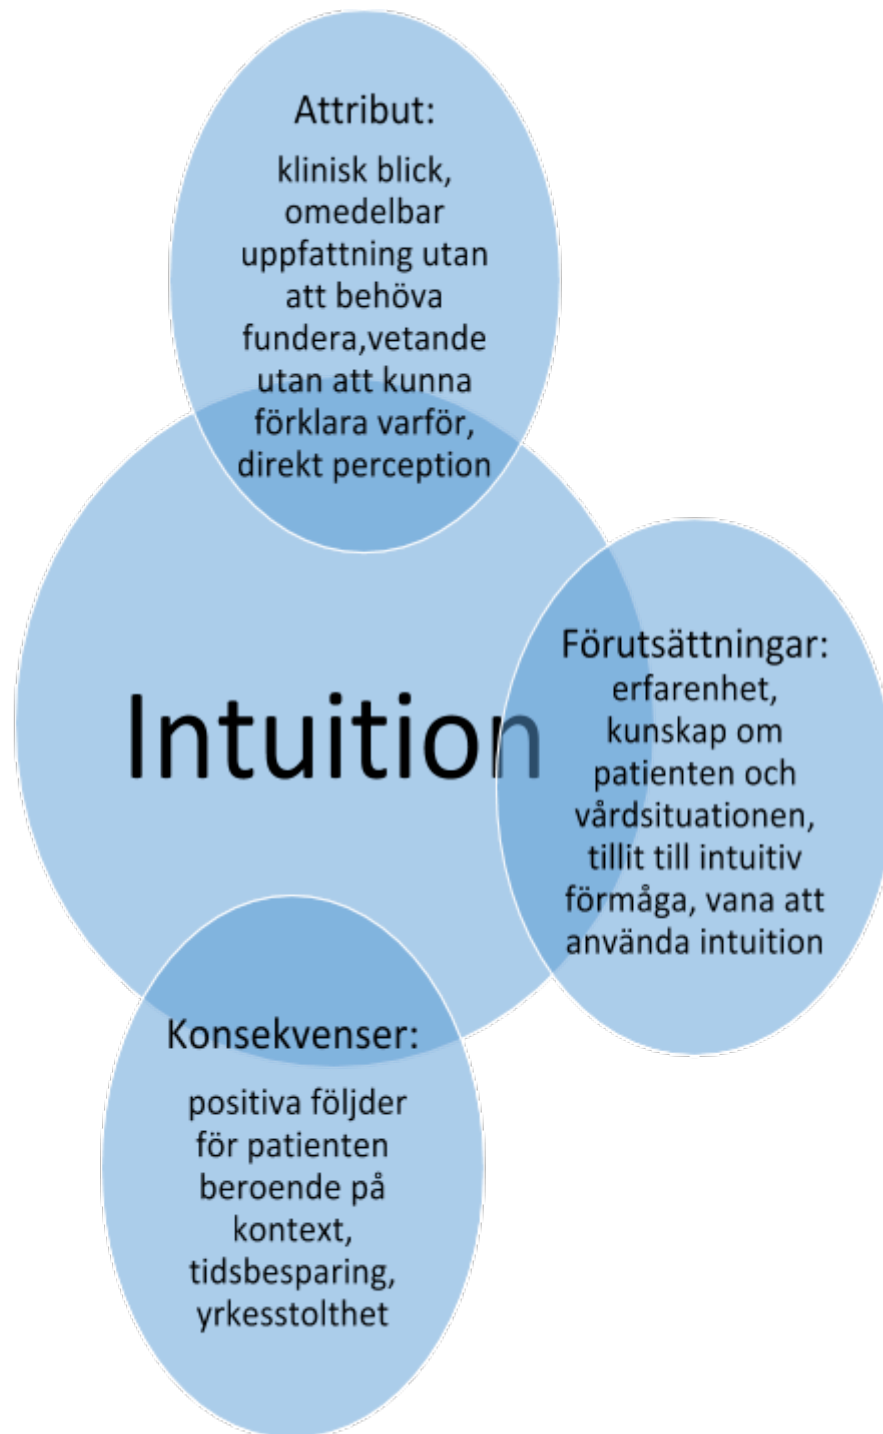 Attribut:
klinisk blick,
omedelbar
uppfattning utan
att behöva
fundera,vetande
utan att kunna
förklara varför,
direkt perception
Intuition
Förutsättningar:
erfarenhet,
kunskap om
patienten och
vårdsituationen,
tillit till intuitiv
förmåga, vana att
använda intuition
Konsekvenser:
positiva följder
för patienten
beroende på
kontext,
tidsbesparing,
yrkesstolthet